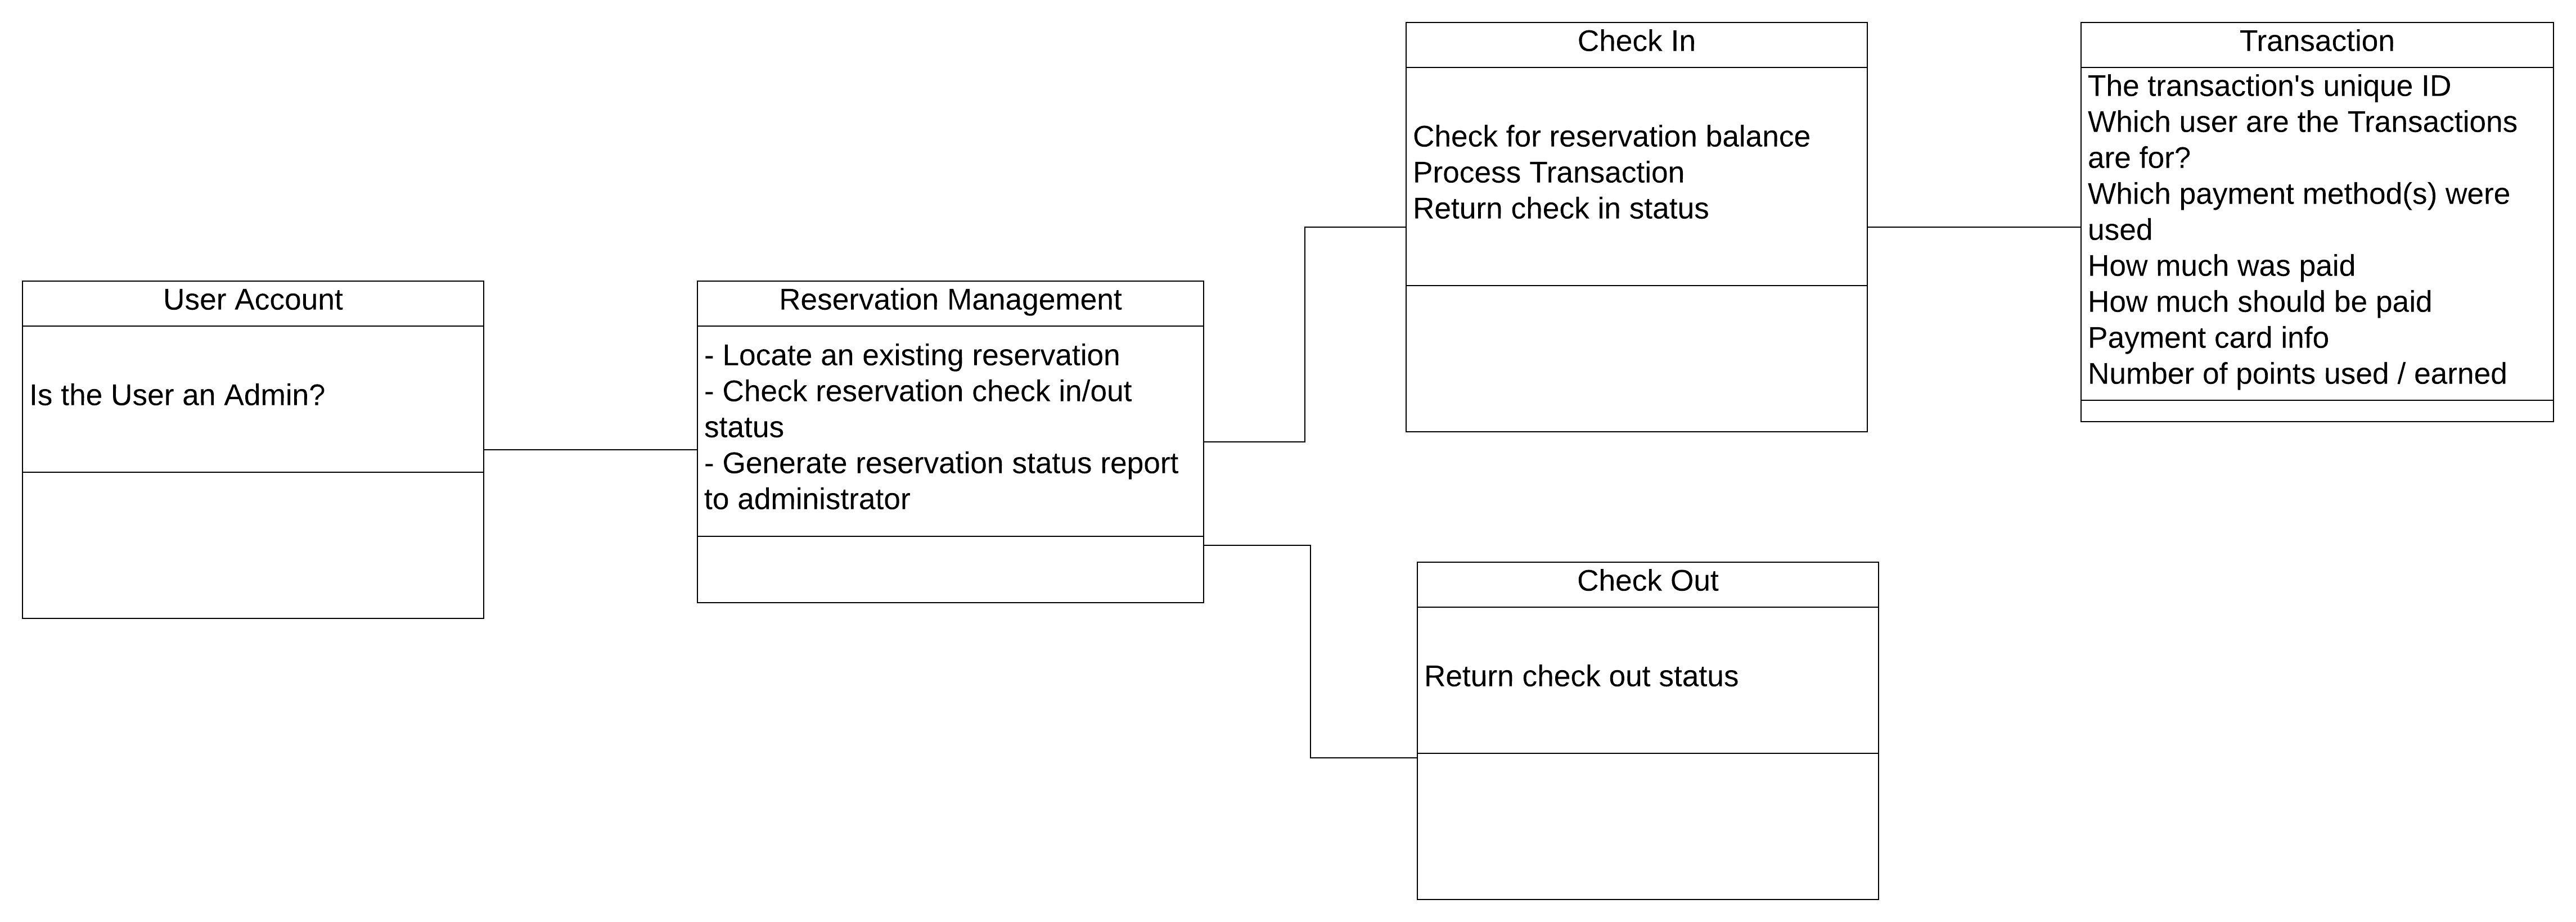 User Account
Is the User an Admin?
Reservation Management
- Locate an existing reservation
- Check reservation check in/out
status
- Generate reservation status report
to administrator
Check In
Check for reservation balance
Process Transaction
Return check in status
Transaction
The transaction's unique ID
Which user are the Transactions
are for?
Which payment method(s) were
used
How much was paid
How much should be paid
Payment card info
Number of points used / earned
Check Out
Return check out status